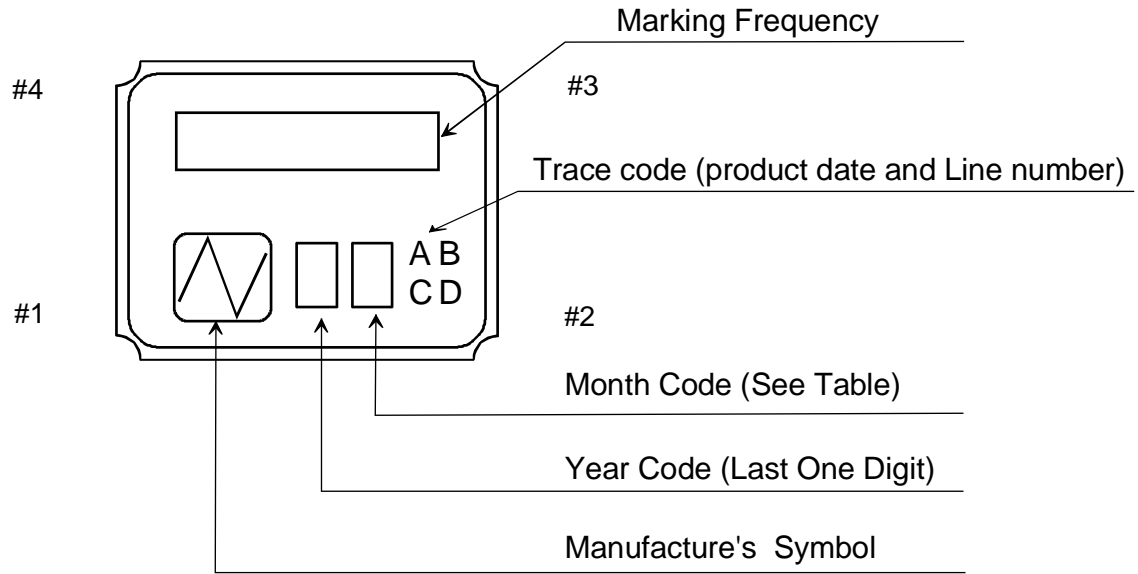 Marking Frequency
#4
#3
Trace code (product date and Line number)
A B
C D
#1
#2
Month Code (See Table)
Year Code (Last One Digit)
Manufacture's Symbol